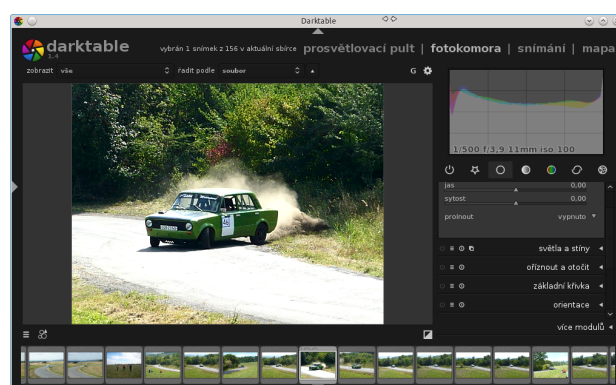 Darktable
darktable
1.4
vybrán 1 snímek z 156 v aktuální sbírce
prosvětlovací pult | fotokomora | snímání | mapa
zobrazit vše
řadit podle soubor
G
1/500 f/3,9 11mm iso 100
jas 0,00
sytost 0,00
prolnout vypnuto
světla a stíny
oříznout a otočit
základní křivka
orientace
více modulů